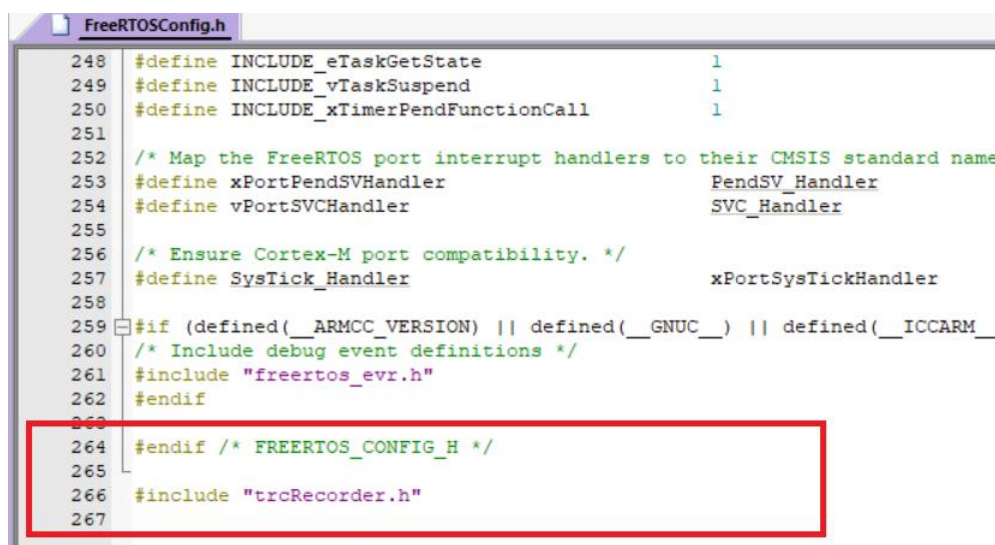 FreeRTOSConfig.h
248 #define INCLUDE_eTaskGetState 1
249 #define INCLUDE_vTaskSuspend 1
250 #define INCLUDE_xTimerPendFunctionCall 1
251
252 /* Map the FreeRTOS port interrupt handlers to their CMSIS standard name
253 #define xPortPendSVHandler PendSV_Handler
254 #define vPortSVCHandler SVC_Handler
255
256 /* Ensure Cortex-M port compatibility. */
257 #define SysTick_Handler xPortSysTickHandler
258
259 #if (defined(__ARMCC_VERSION) || defined(__GNUC__) || defined(__ICCARM__
260 /* Include debug event definitions */
261 #include "freertos_evr.h"
262 #endif
263
264 #endif /* FREERTOS_CONFIG_H */
265
266 #include "trcRecorder.h"
267